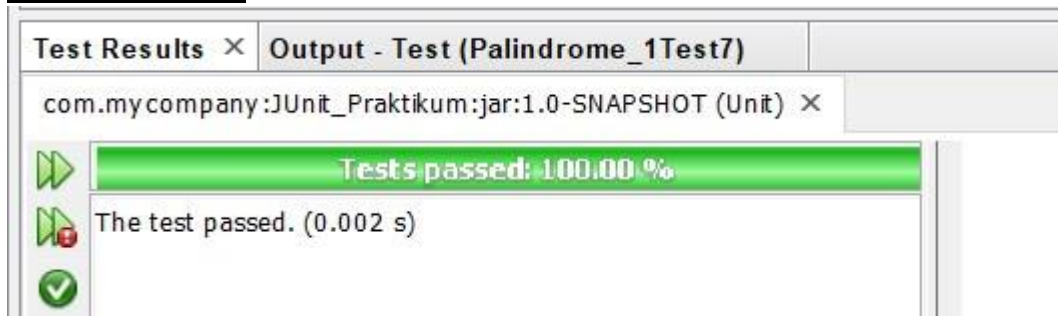 Test Results × Output - Test (Palindrome_1Test7)
com.mycompany:JUnit_Praktikum:jar:1.0-SNAPSHOT (Unit) ×
Tests passed: 100.00 %
The test passed. (0.002 s)